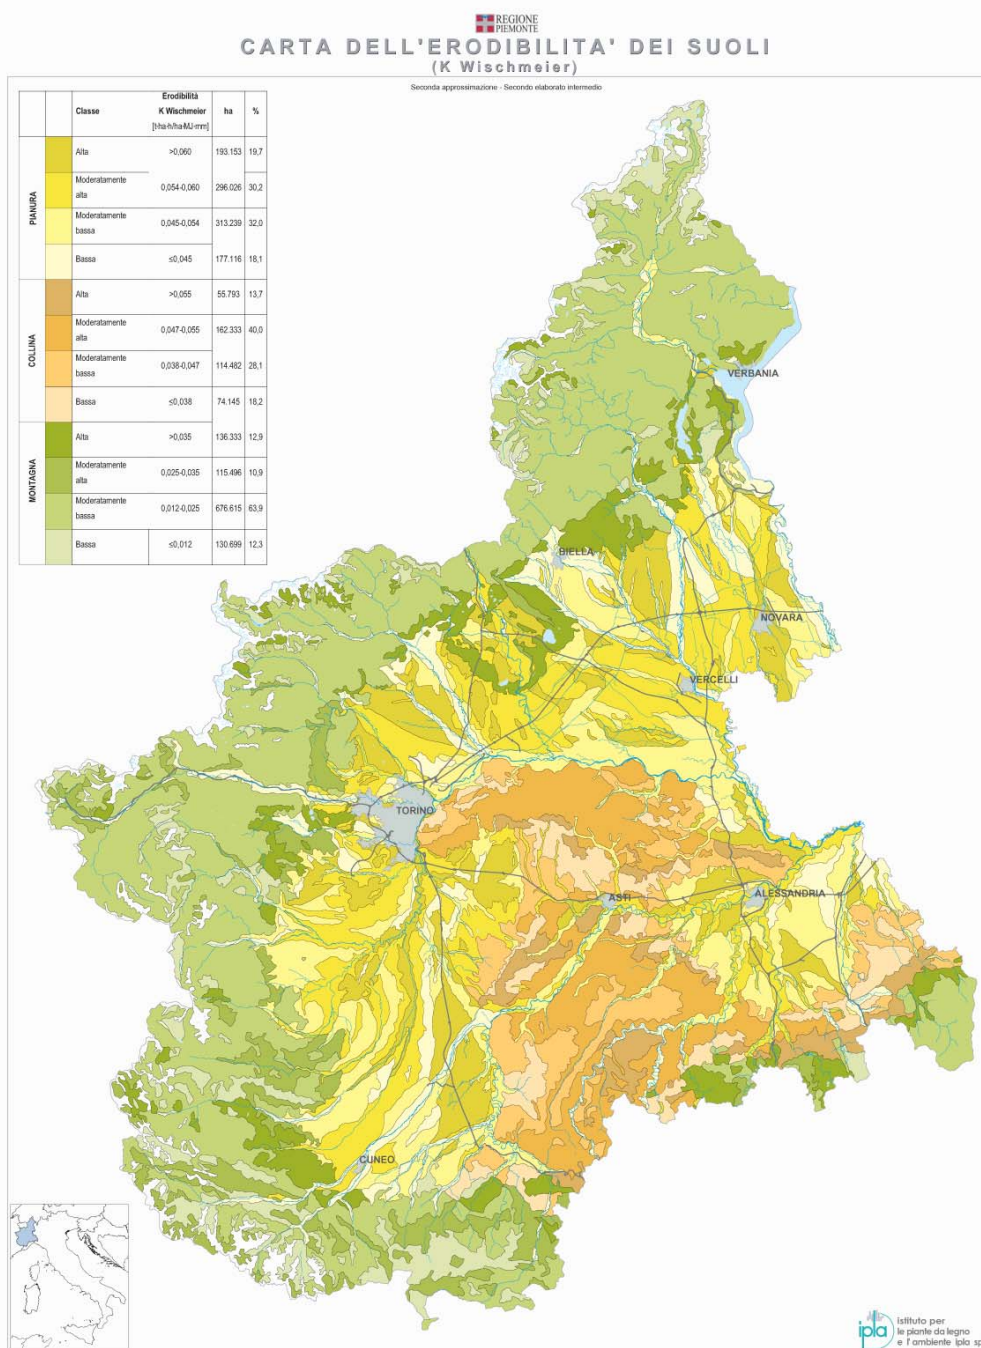 REGIONE
PIEMONTE
CARTA DELL'ERODIBILITA' DEI SUOLI
(K Wischmeier)
Seconda approssimazione - Secondo elaborato intermedio
Classe Erodibilità K Wischmeier [t·ha·h/ha·MJ·mm] ha %
PIANURA
Alta >0,060 193.153 19,7
Moderatamente alta 0,054-0,060 296.026 30,2
Moderatamente bassa 0,045-0,054 313.239 32,0
Bassa ≤0,045 177.116 18,1
COLLINA
Alta >0,055 55.793 13,7
Moderatamente alta 0,047-0,055 162.333 40,0
Moderatamente bassa 0,038-0,047 114.482 28,1
Bassa ≤0,038 74.145 18,2
MONTAGNA
Alta >0,035 136.333 12,9
Moderatamente alta 0,025-0,035 115.496 10,9
Moderatamente bassa 0,012-0,025 676.615 63,9
Bassa ≤0,012 130.699 12,3
VERBANIA
BIELLA
NOVARA
VERCELLI
TORINO
ASTI
ALESSANDRIA
CUNEO
ipla
istituto per
le piante da legno
e l'ambiente ipla sp